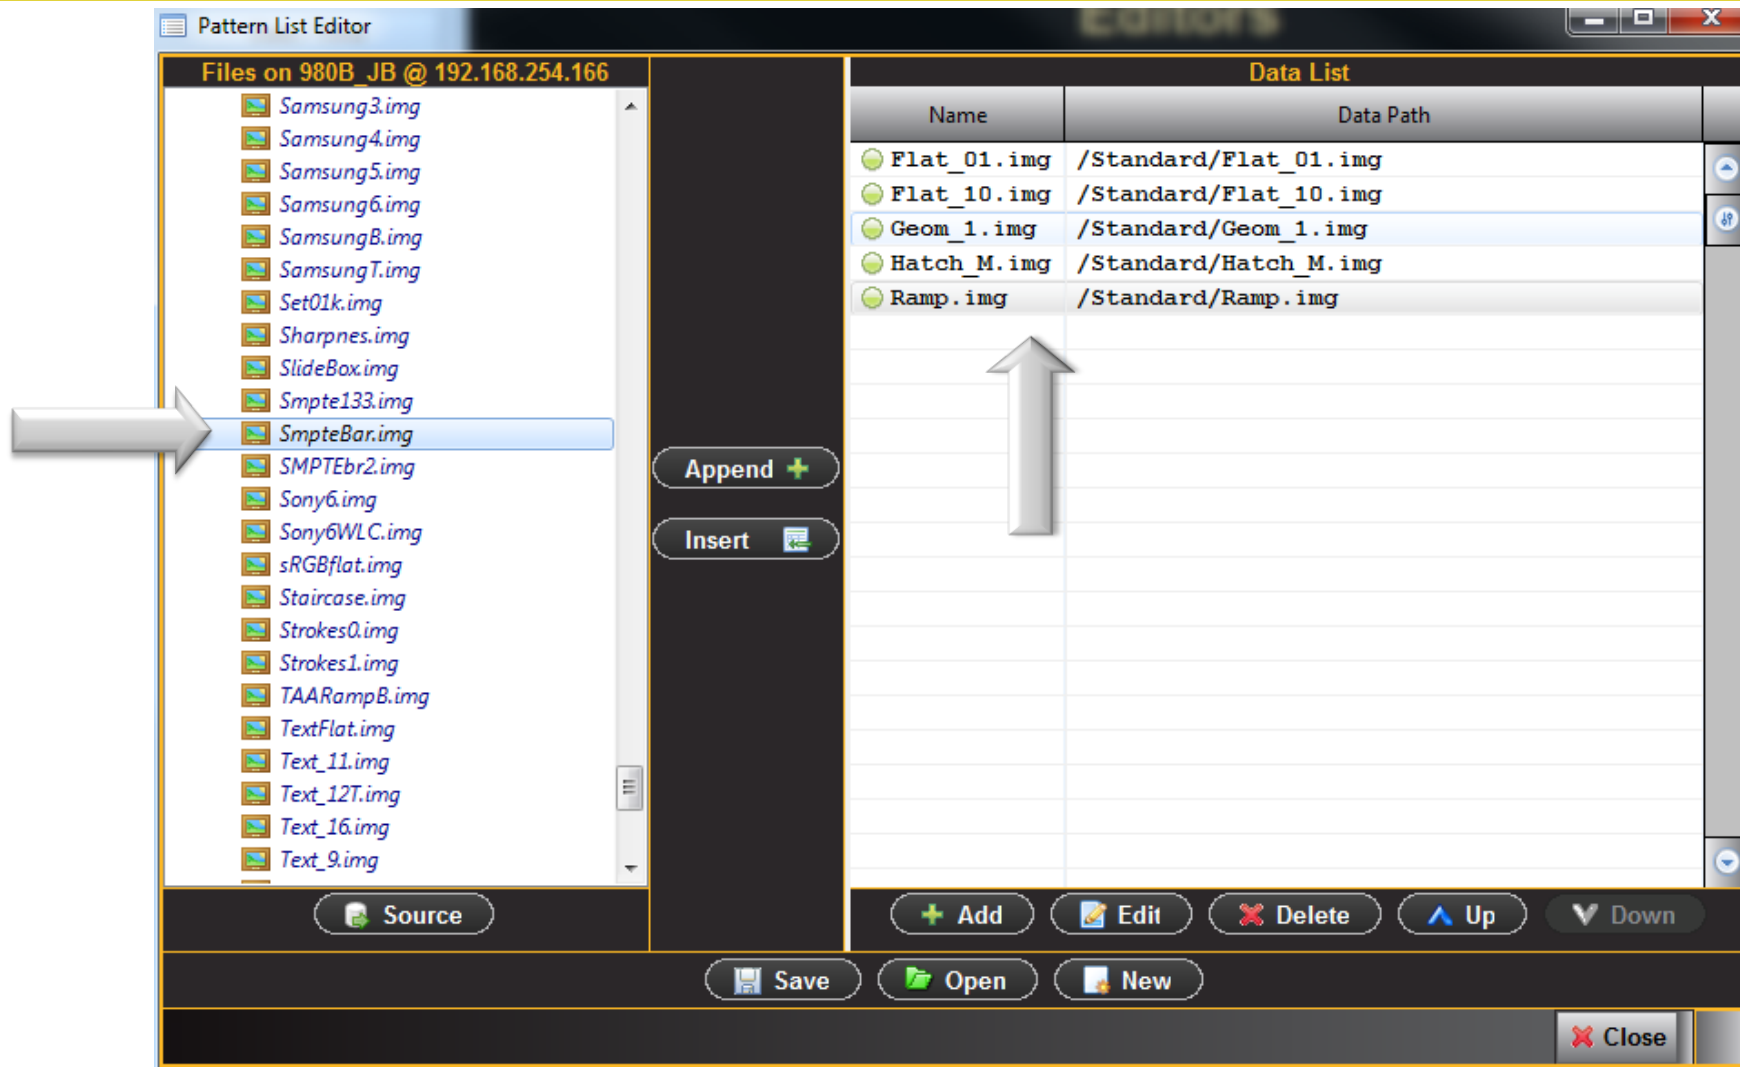 Editors
Pattern List Editor
Files on 980B_JB @ 192.168.254.166
Samsung3.img
Samsung4.img
Samsung5.img
Samsung6.img
SamsungB.img
SamsungT.img
Set01k.img
Sharpnes.img
SlideBox.img
Smpte133.img
SmpteBar.img
SMPTEbr2.img
Sony6.img
Sony6WLC.img
sRGBflat.img
Staircase.img
Strokes0.img
Strokes1.img
TAARampB.img
TextFlat.img
Text_11.img
Text_12T.img
Text_16.img
Text_9.img
Source
Append
Insert
Data List
Name Data Path
Flat_01.img /Standard/Flat_01.img
Flat_10.img /Standard/Flat_10.img
Geom_1.img /Standard/Geom_1.img
Hatch_M.img /Standard/Hatch_M.img
Ramp.img /Standard/Ramp.img
Add Edit Delete Up Down
Save Open New
Close